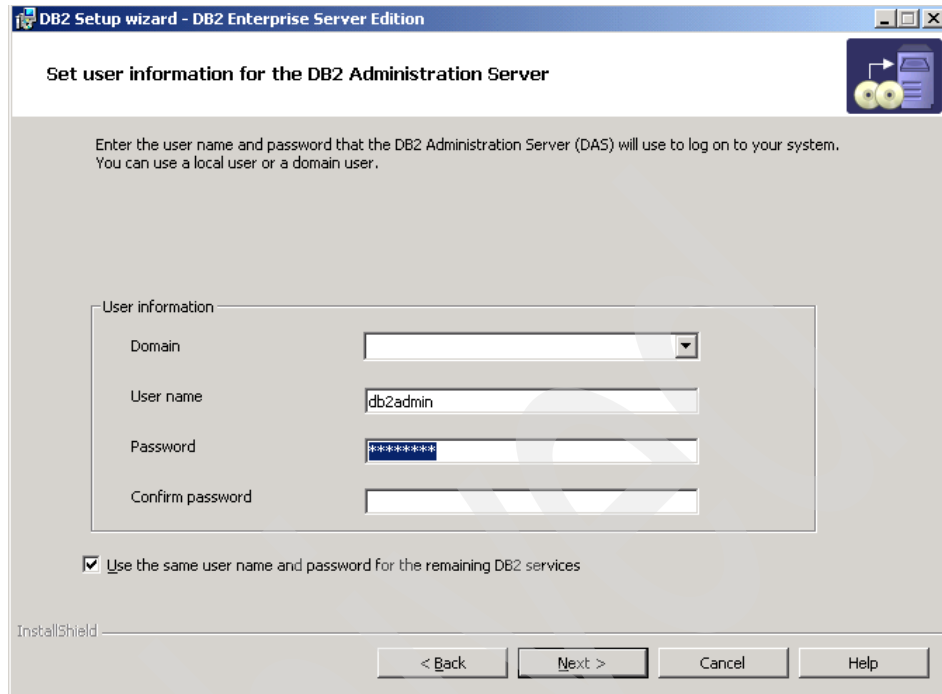 DB2 Setup wizard - DB2 Enterprise Server Edition
Set user information for the DB2 Administration Server
Enter the user name and password that the DB2 Administration Server (DAS) will use to log on to your system.
You can use a local user or a domain user.
User information
Domain
User name db2admin
Password ********
Confirm password
Use the same user name and password for the remaining DB2 services
InstallShield
< Back Next > Cancel Help